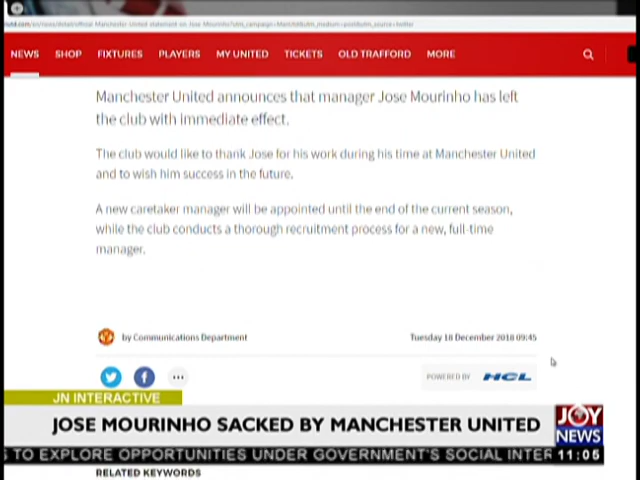 NEWS SHOP FIXTURES PLAYERS MY UNITED TICKETS OLD TRAFFORD MORE
Manchester United announces that manager Jose Mourinho has left
the club with immediate effect.
The club would like to thank Jose for his work during his time at Manchester United
and to wish him success in the future.
A new caretaker manager will be appointed until the end of the current season,
while the club conducts a thorough recruitment process for a new, full-time
manager.
by Communications Department
Tuesday 18 December 2018 09:45
POWERED BY HCL
JN INTERACTIVE
JOSE MOURINHO SACKED BY MANCHESTER UNITED
JOY
NEWS
S TO EXPLORE OPPORTUNITIES UNDER GOVERNMENT'S SOCIAL INTER
11:05
RELATED KEYWORDS